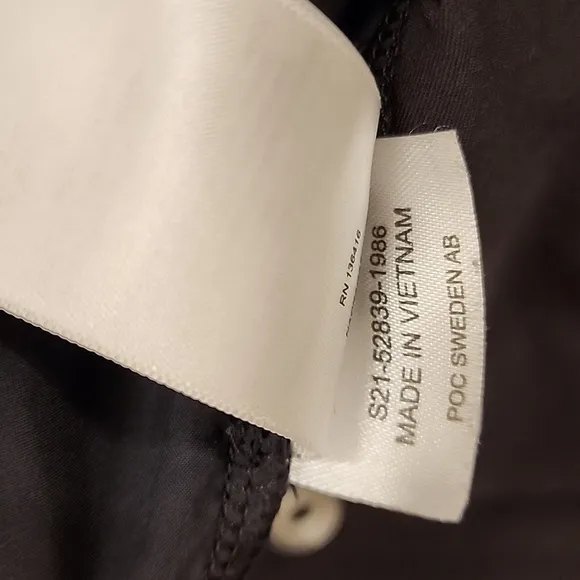 RN 136416
S21-52839-1986
MADE IN VIETNAM
POC SWEDEN AB